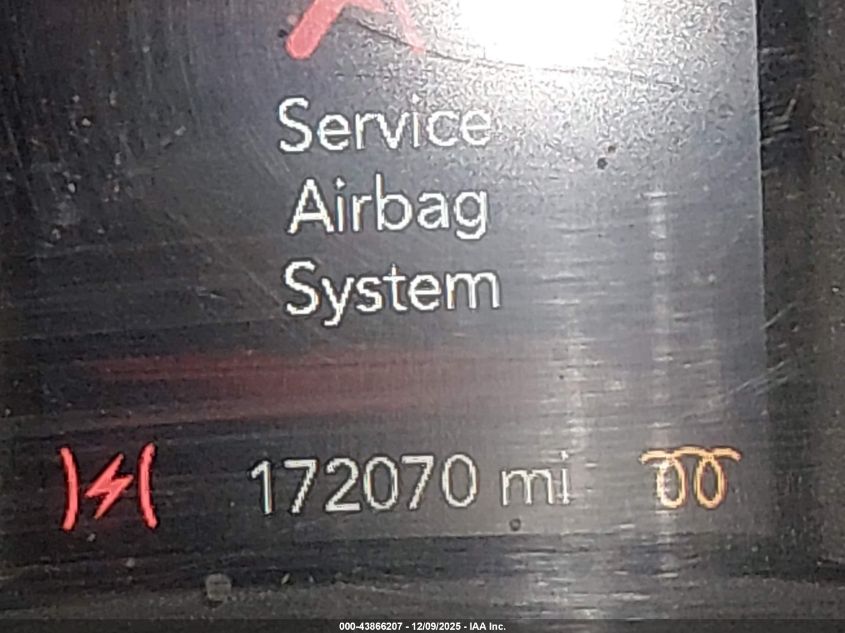 Service
Airbag
System
172070 mi
000-43866207 - 12/09/2025 - IAA Inc.